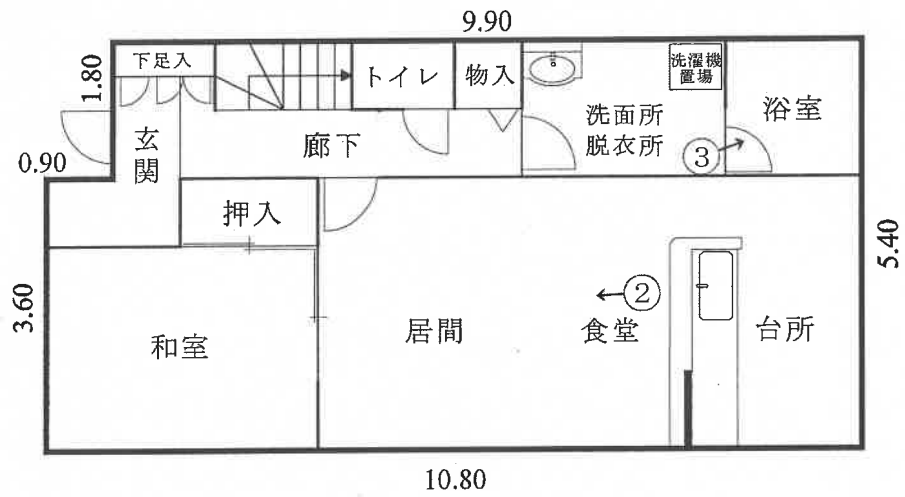 9.90
下足入
1.80
トイレ
物入
洗濯機
置場
洗面所
脱衣所
浴室
玄関
廊下
③
0.90
押入
5.40
②
3.60
和室
居間
食堂
台所
10.80